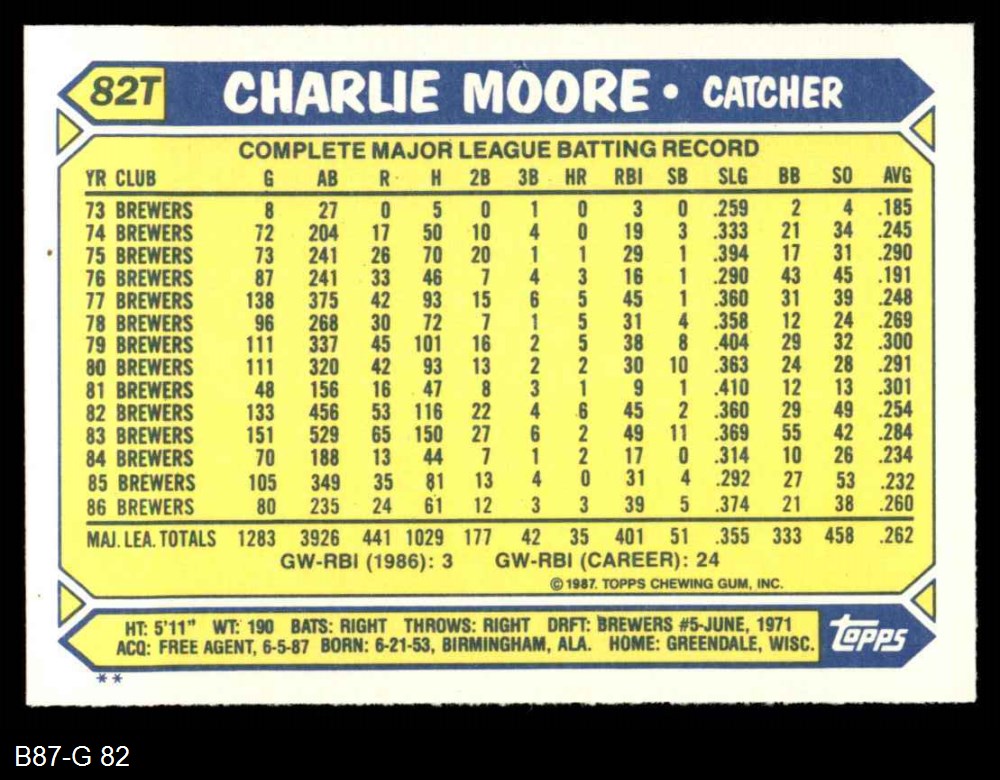 82T CHARLIE MOORE • CATCHER
COMPLETE MAJOR LEAGUE BATTING RECORD
YR CLUB G AB R H 2B 3B HR RBI SB SLG BB SO AVG
73 BREWERS 8 27 0 5 0 1 0 3 0 .259 2 4 .185
74 BREWERS 72 204 17 50 10 4 0 19 3 .333 21 34 .245
75 BREWERS 73 241 26 70 20 1 1 29 1 .394 17 31 .290
76 BREWERS 87 241 33 46 7 4 3 16 1 .290 43 45 .191
77 BREWERS 138 375 42 93 15 6 5 45 1 .360 31 39 .248
78 BREWERS 96 268 30 72 7 1 5 31 4 .358 12 24 .269
79 BREWERS 111 337 45 101 16 2 5 38 8 .404 29 32 .300
80 BREWERS 111 320 42 93 13 2 2 30 10 .363 24 28 .291
81 BREWERS 48 156 16 47 8 3 1 9 1 .410 12 13 .301
82 BREWERS 133 456 53 116 22 4 6 45 2 .360 29 49 .254
83 BREWERS 151 529 65 150 27 6 2 49 11 .369 55 42 .284
84 BREWERS 70 188 13 44 7 1 2 17 0 .314 10 26 .234
85 BREWERS 105 349 35 81 13 4 0 31 4 .292 27 53 .232
86 BREWERS 80 235 24 61 12 3 3 39 5 .374 21 38 .260
MAJ. LEA. TOTALS 1283 3926 441 1029 177 42 35 401 51 .355 333 458 .262
GW-RBI (1986): 3 GW-RBI (CAREER): 24
© 1987. TOPPS CHEWING GUM, INC.
HT: 5'11" WT: 190 BATS: RIGHT THROWS: RIGHT DRFT: BREWERS #5-JUNE, 1971
ACQ: FREE AGENT, 6-5-87 BORN: 6-21-53, BIRMINGHAM, ALA. HOME: GREENDALE, WISC.
topps
**
B87-G 82